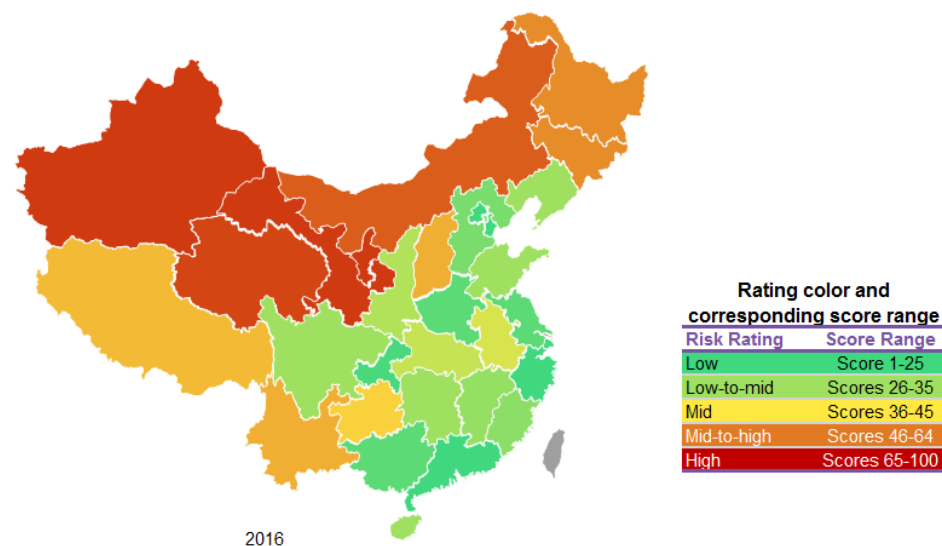 Rating color and
corresponding score range
Risk Rating Score Range
Low Score 1-25
Low-to-mid Scores 26-35
Mid Scores 36-45
Mid-to-high Scores 46-64
High Scores 65-100
2016